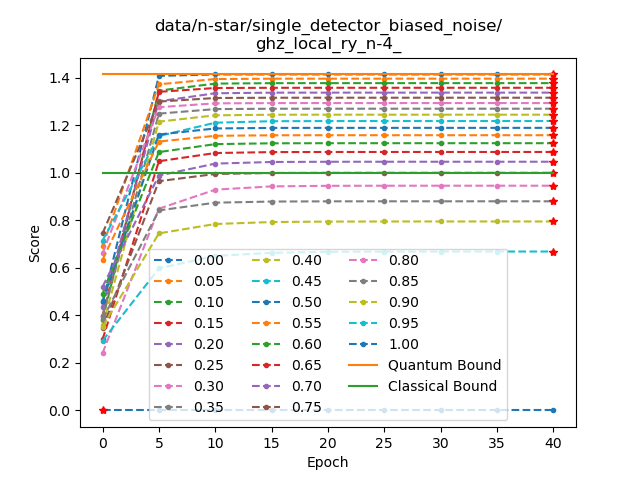 data/n-star/single_detector_biased_noise/
ghz_local_ry_n-4_
1.4
1.2
1.0
0.8
0.6
0.4
0.2
0.0
Score
0.00 0.40 0.80
0.05 0.45 0.85
0.10 0.50 0.90
0.15 0.55 0.95
0.20 0.60 1.00
0.25 0.65 Quantum Bound
0.30 0.70 Classical Bound
0.35 0.75
0 5 10 15 20 25 30 35 40
Epoch